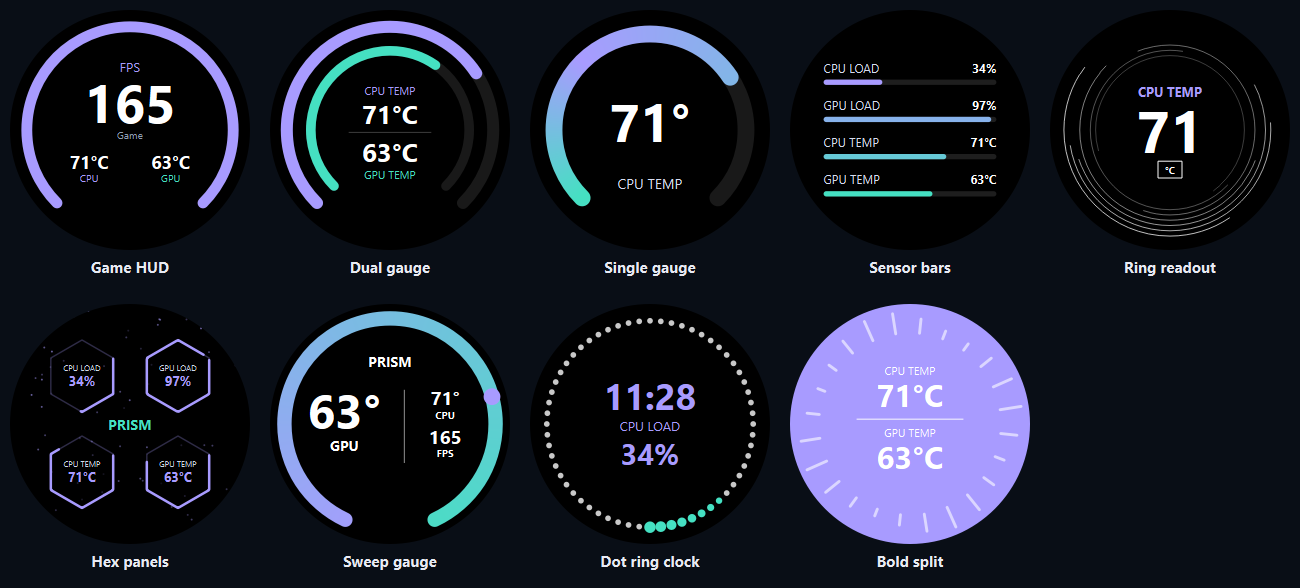 FPS
165
Game
71°C 63°C
CPU GPU
Game HUD
CPU TEMP
71°C
63°C
GPU TEMP
Dual gauge
71°
CPU TEMP
Single gauge
CPU LOAD 34%
GPU LOAD 97%
CPU TEMP 71°C
GPU TEMP 63°C
Sensor bars
CPU TEMP
71
°C
Ring readout
CPU LOAD
34%
GPU LOAD
97%
PRISM
CPU TEMP
71°C
GPU TEMP
63°C
Hex panels
PRISM
63°
GPU
71°
CPU
165
FPS
Sweep gauge
11:28
CPU LOAD
34%
Dot ring clock
CPU TEMP
71°C
GPU TEMP
63°C
Bold split